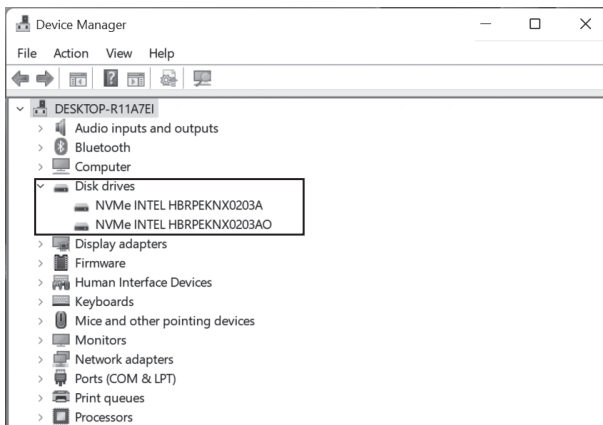 Device Manager
File Action View Help
DESKTOP-R11A7EI
Audio inputs and outputs
Bluetooth
Computer
Disk drives
NVMe INTEL HBRPEKNX0203A
NVMe INTEL HBRPEKNX0203AO
Display adapters
Firmware
Human Interface Devices
Keyboards
Mice and other pointing devices
Monitors
Network adapters
Ports (COM & LPT)
Print queues
Processors